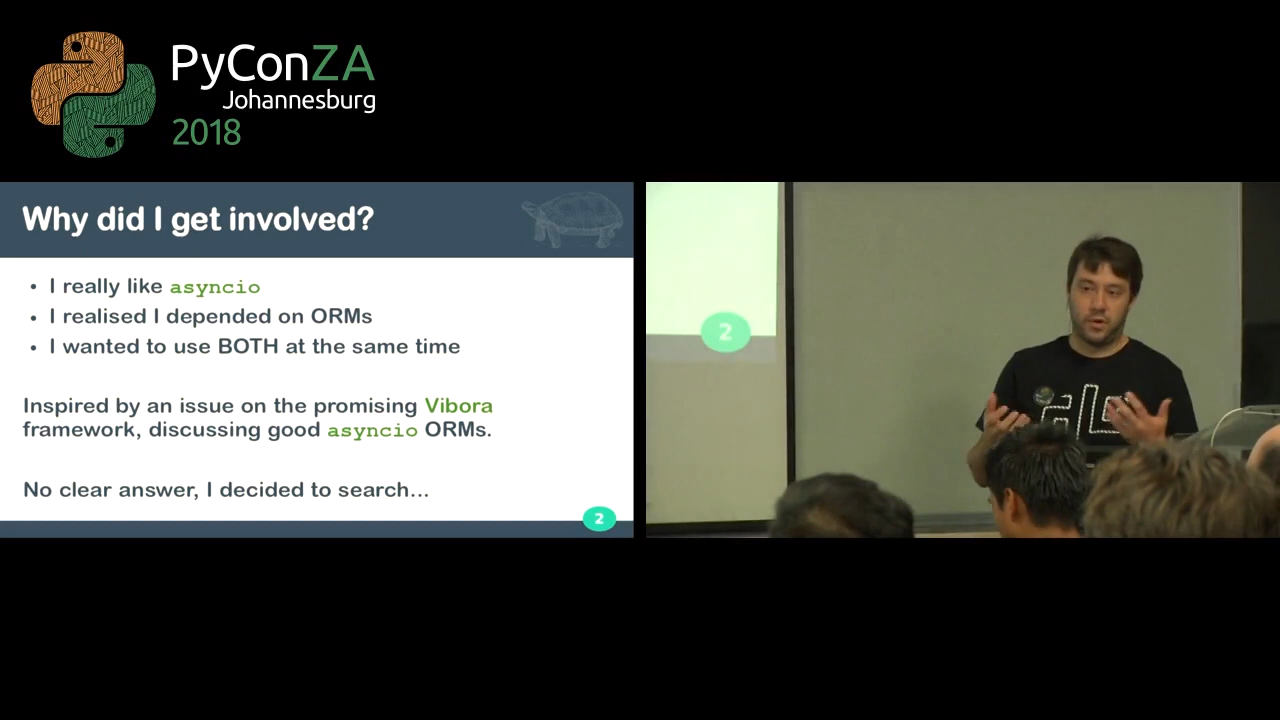 PyConZA
Johannesburg
2018
Why did I get involved?
• I really like asyncio
• I realised I depended on ORMs
• I wanted to use BOTH at the same time
Inspired by an issue on the promising Vibora
framework, discussing good asyncio ORMs.
No clear answer, I decided to search...
2
2